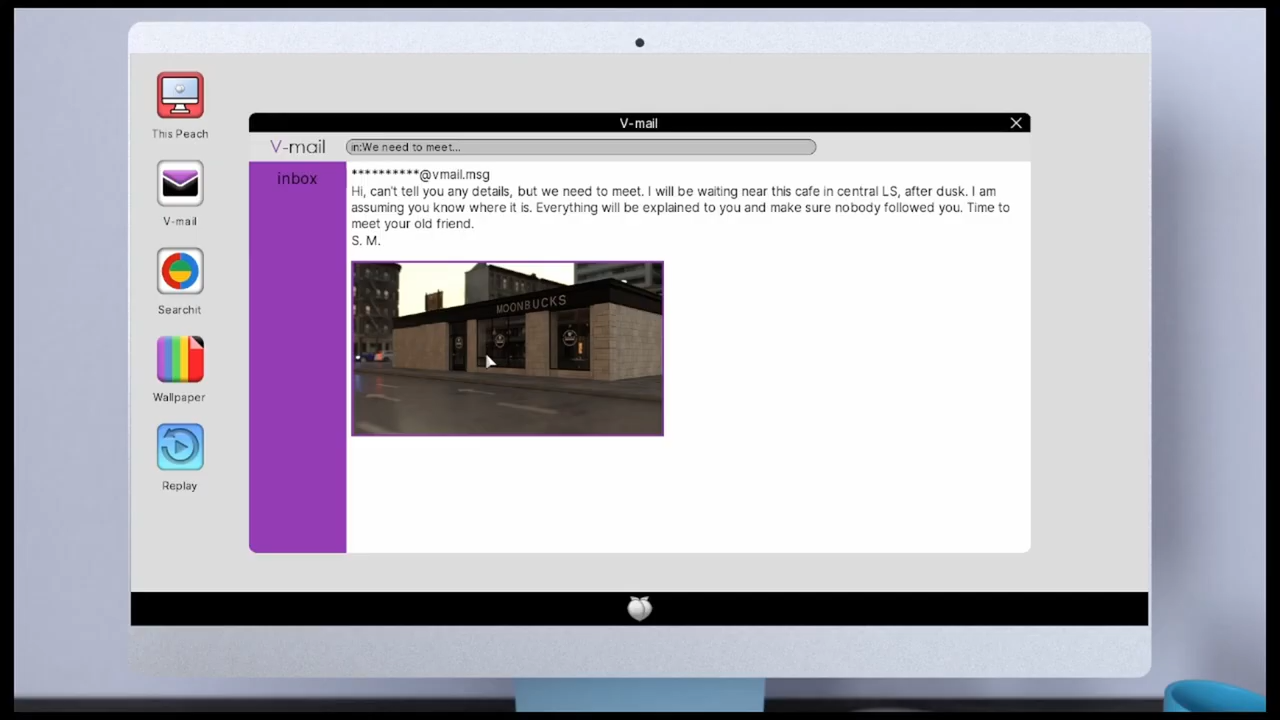 V-mail
This Peach
V-mail
Searchit
Wallpaper
Replay
V-mail
in:We need to meet...
inbox
**********@vmail.msg
Hi, can't tell you any details, but we need to meet. I will be waiting near this cafe in central LS, after dusk. I am
assuming you know where it is. Everything will be explained to you and make sure nobody followed you. Time to
meet your old friend.
S. M.
MOONBUCKS